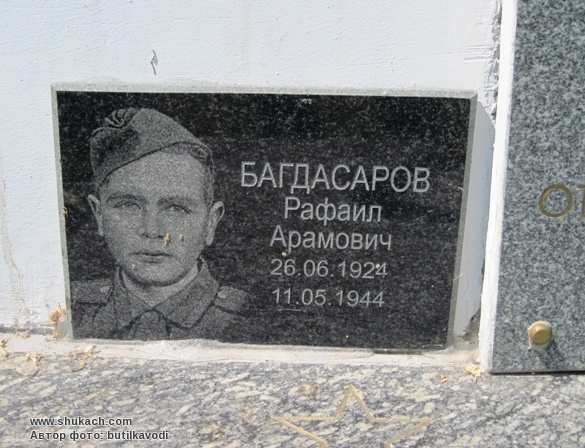 БАГДАСАРОВ
Рафаил
Арамович
26.06.1924
11.05.1944
www.shukach.com
Автор фото: butilkavodi